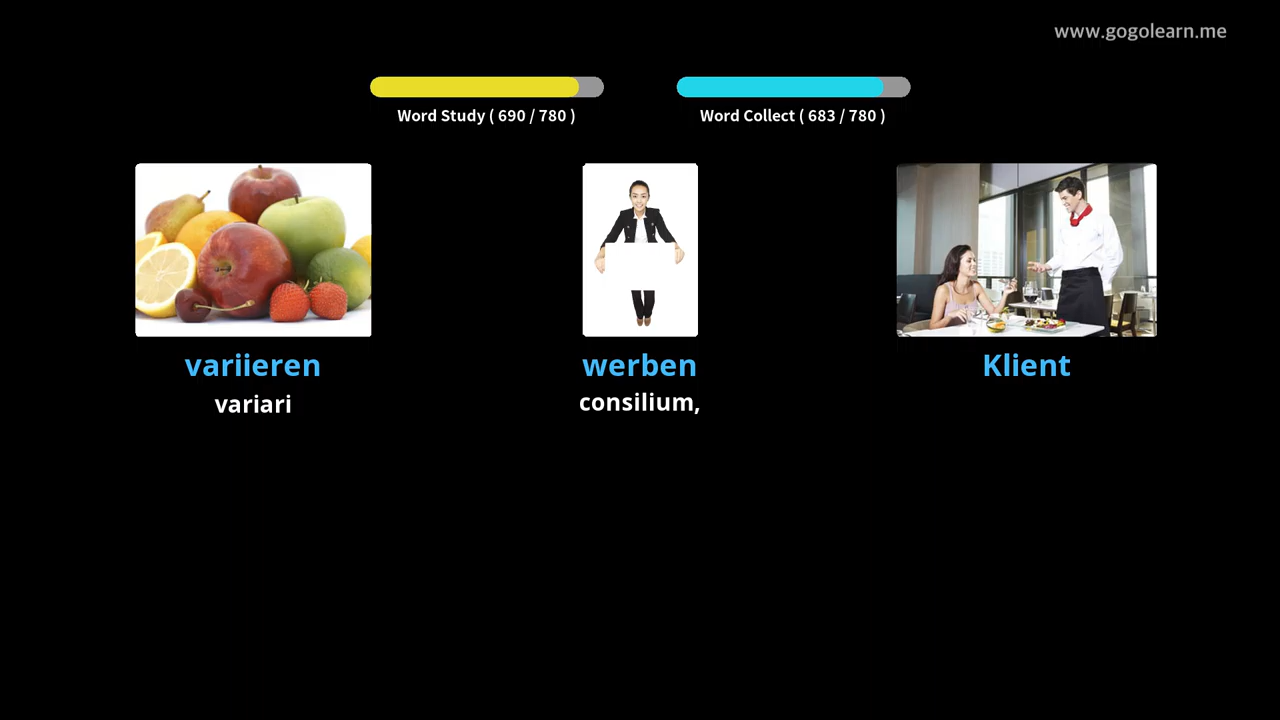 www.gogolearn.me
Word Study ( 690 / 780 )
Word Collect ( 683 / 780 )
variieren
variari
werben
consilium,
Klient